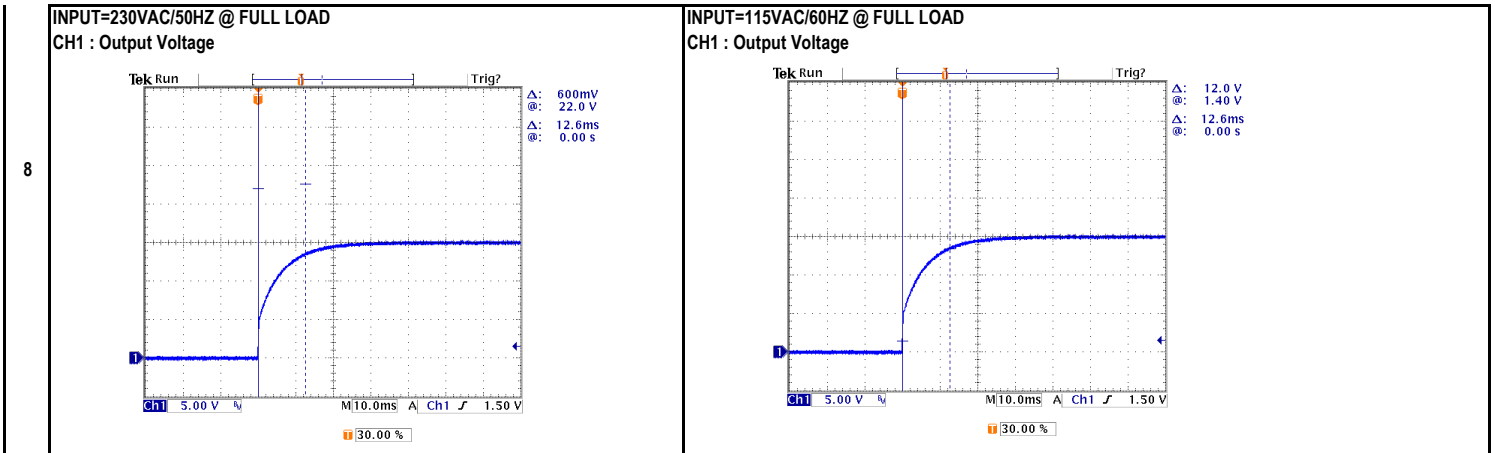 8
INPUT=230VAC/50HZ @ FULL LOAD
CH1 : Output Voltage
Tek Run
Trig?
T
T
Δ: 600mV
@: 22.0 V
Δ: 12.6ms
@: 0.00 s
1
Ch1 5.00 V
M 10.0ms A Ch1 1.50 V
T 30.00 %
INPUT=115VAC/60HZ @ FULL LOAD
CH1 : Output Voltage
Tek Run
Trig?
T
T
Δ: 12.0 V
@: 1.40 V
Δ: 12.6ms
@: 0.00 s
1
Ch1 5.00 V
M 10.0ms A Ch1 1.50 V
T 30.00 %